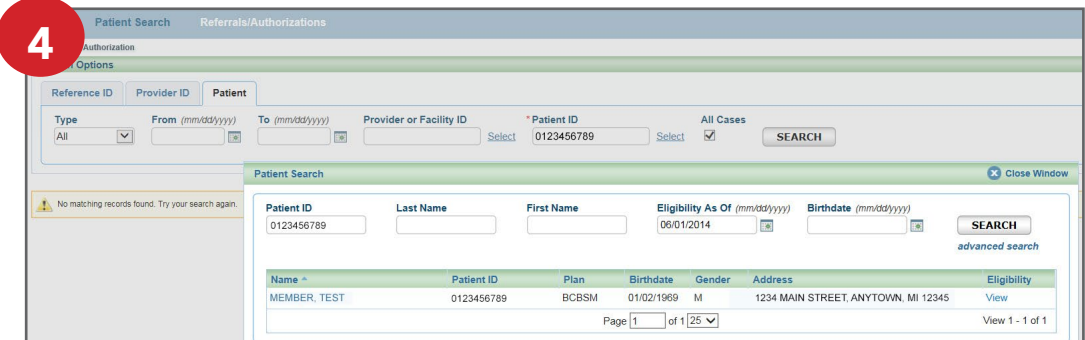 4
Patient Search Referrals/Authorizations
Authorization
Options
Reference ID Provider ID Patient
Type From (mm/dd/yyyy) To (mm/dd/yyyy) Provider or Facility ID *Patient ID All Cases
All Select 0123456789 Select SEARCH
Patient Search Close Window
No matching records found. Try your search again.
Patient ID Last Name First Name Eligibility As Of (mm/dd/yyyy) Birthdate (mm/dd/yyyy)
0123456789 06/01/2014 SEARCH
advanced search
Name Patient ID Plan Birthdate Gender Address Eligibility
MEMBER, TEST 0123456789 BCBSM 01/02/1969 M 1234 MAIN STREET, ANYTOWN, MI 12345 View
Page 1 of 1 25 View 1 - 1 of 1